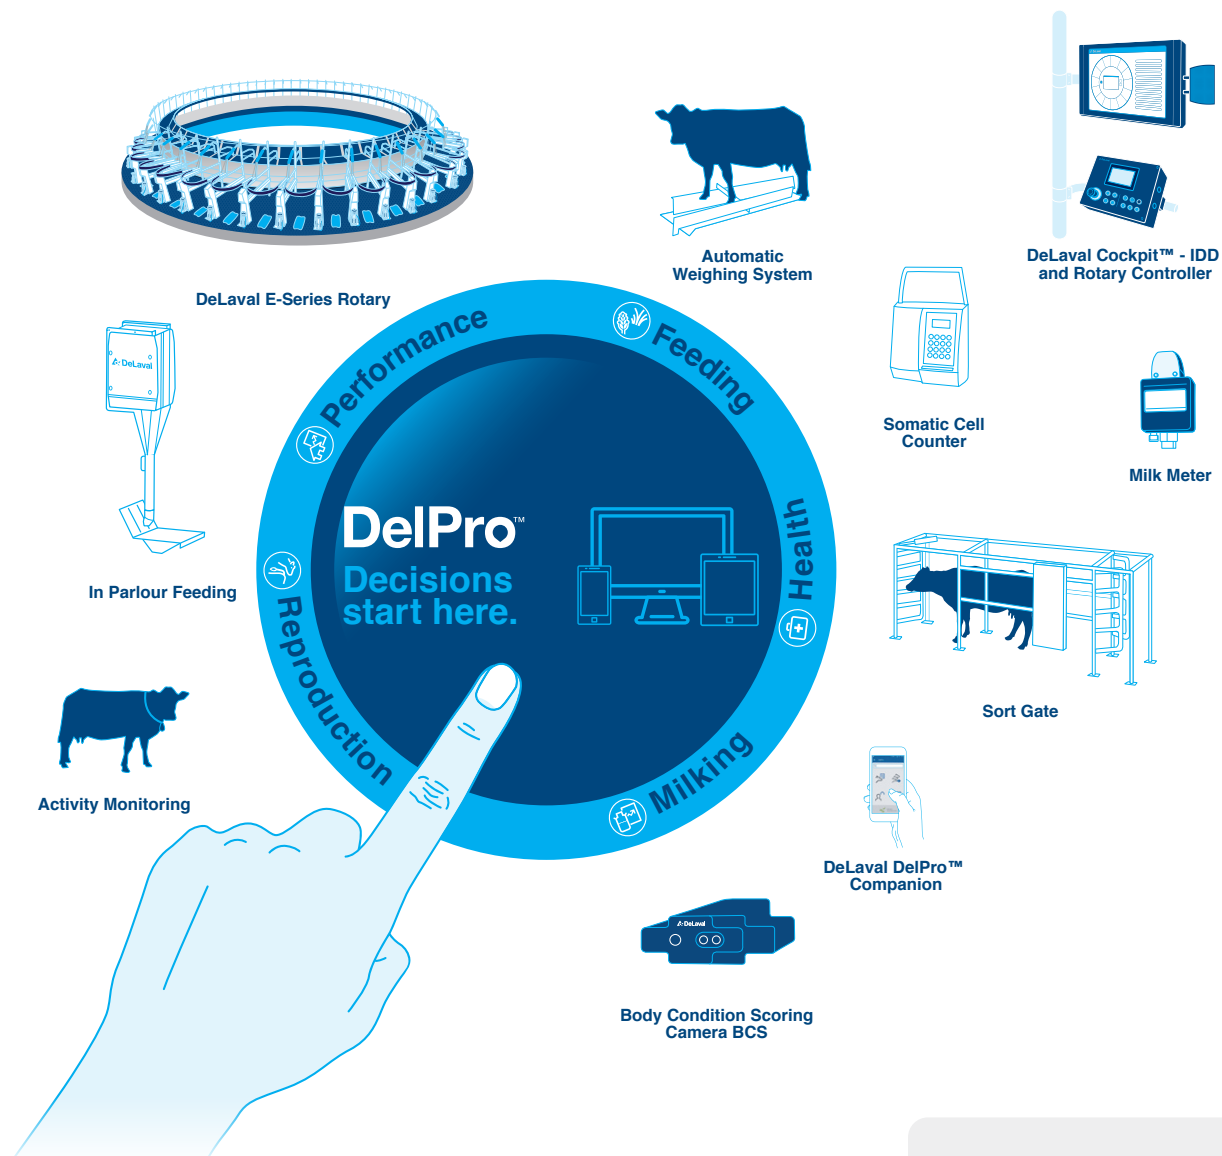 Automatic
Weighing System
DeLaval Cockpit™ - IDD
and Rotary Controller
DeLaval E-Series Rotary
Performance
Feeding
DeLaval
Somatic Cell
Counter
Milk Meter
Health
DelPro™
Decisions
start here.
In Parlour Feeding
Reproduction
Sort Gate
Milking
Activity Monitoring
DeLaval DelPro™
Companion
DeLaval
Body Condition Scoring
Camera BCS